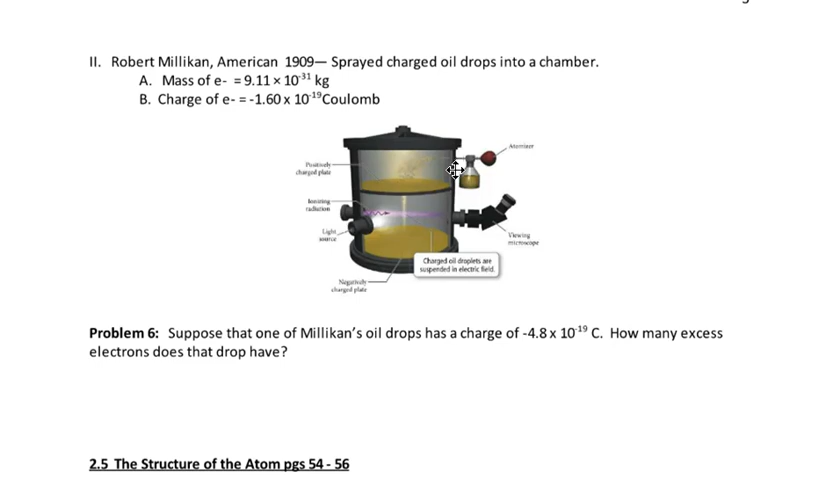 II. Robert Millikan, American 1909— Sprayed charged oil drops into a chamber.
A. Mass of e- = 9.11 × 10⁻³¹ kg
B. Charge of e- = -1.60 x 10⁻¹⁹ Coulomb
Atomizer
Positively
charged plate
Ionizing
radiation
Light
source
Viewing
microscope
Charged oil droplets are
suspended in electric field.
Negatively
charged plate
Problem 6: Suppose that one of Millikan's oil drops has a charge of -4.8 x 10⁻¹⁹ C. How many excess
electrons does that drop have?
2.5 The Structure of the Atom pgs 54 - 56